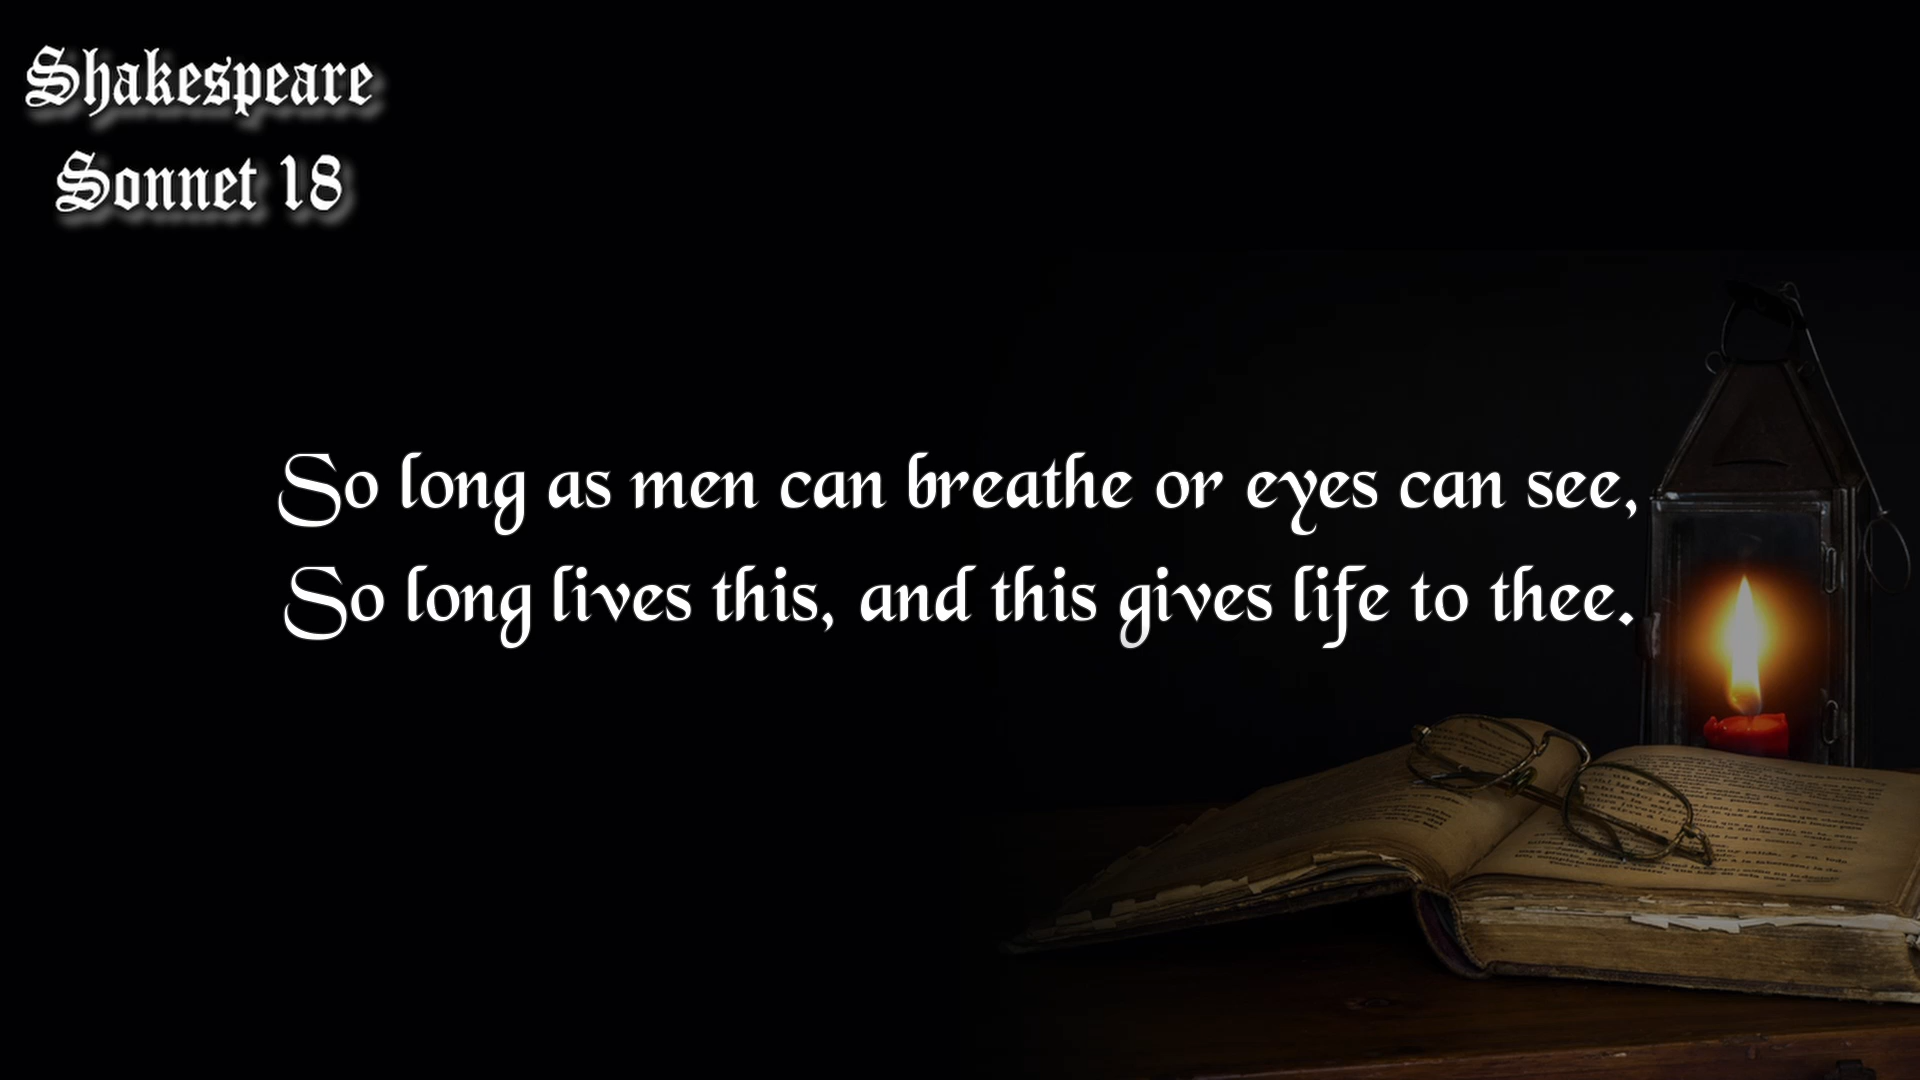 Shakespeare
Sonnet 18
So long as men can breathe or eyes can see,
So long lives this, and this gives life to thee.